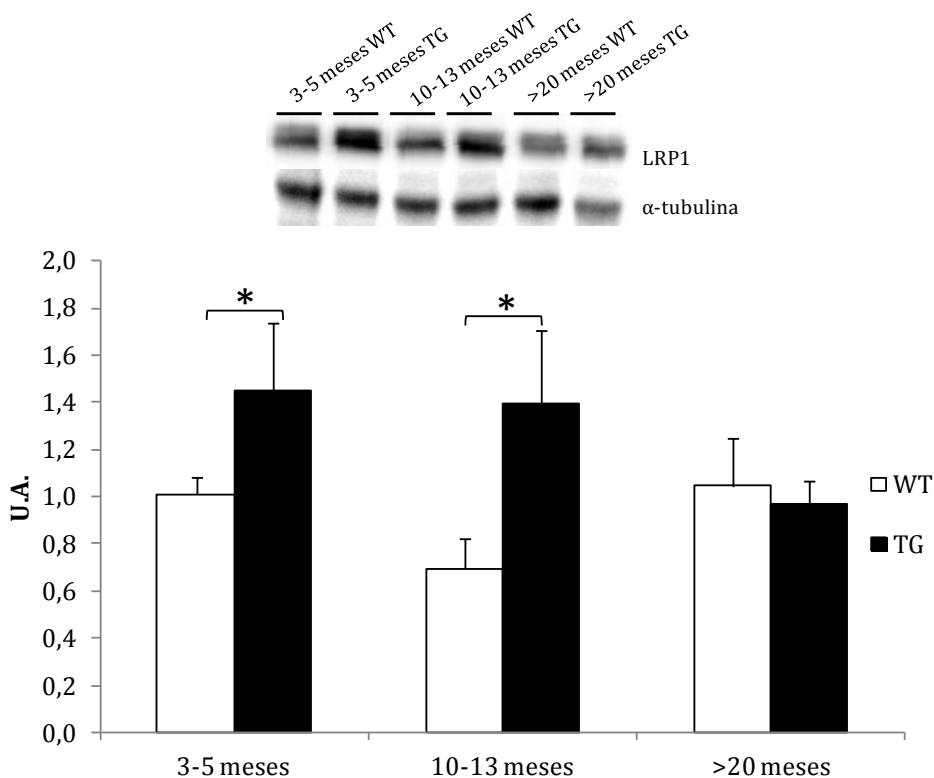 3-5 meses WT
3-5 meses TG
10-13 meses WT
10-13 meses TG
>20 meses WT
>20 meses TG
LRP1
α-tubulina
2,0
1,8
1,6
1,4
1,2
1,0
0,8
0,6
0,4
0,2
0,0
U.A.
*
*
WT
TG
3-5 meses
10-13 meses
>20 meses